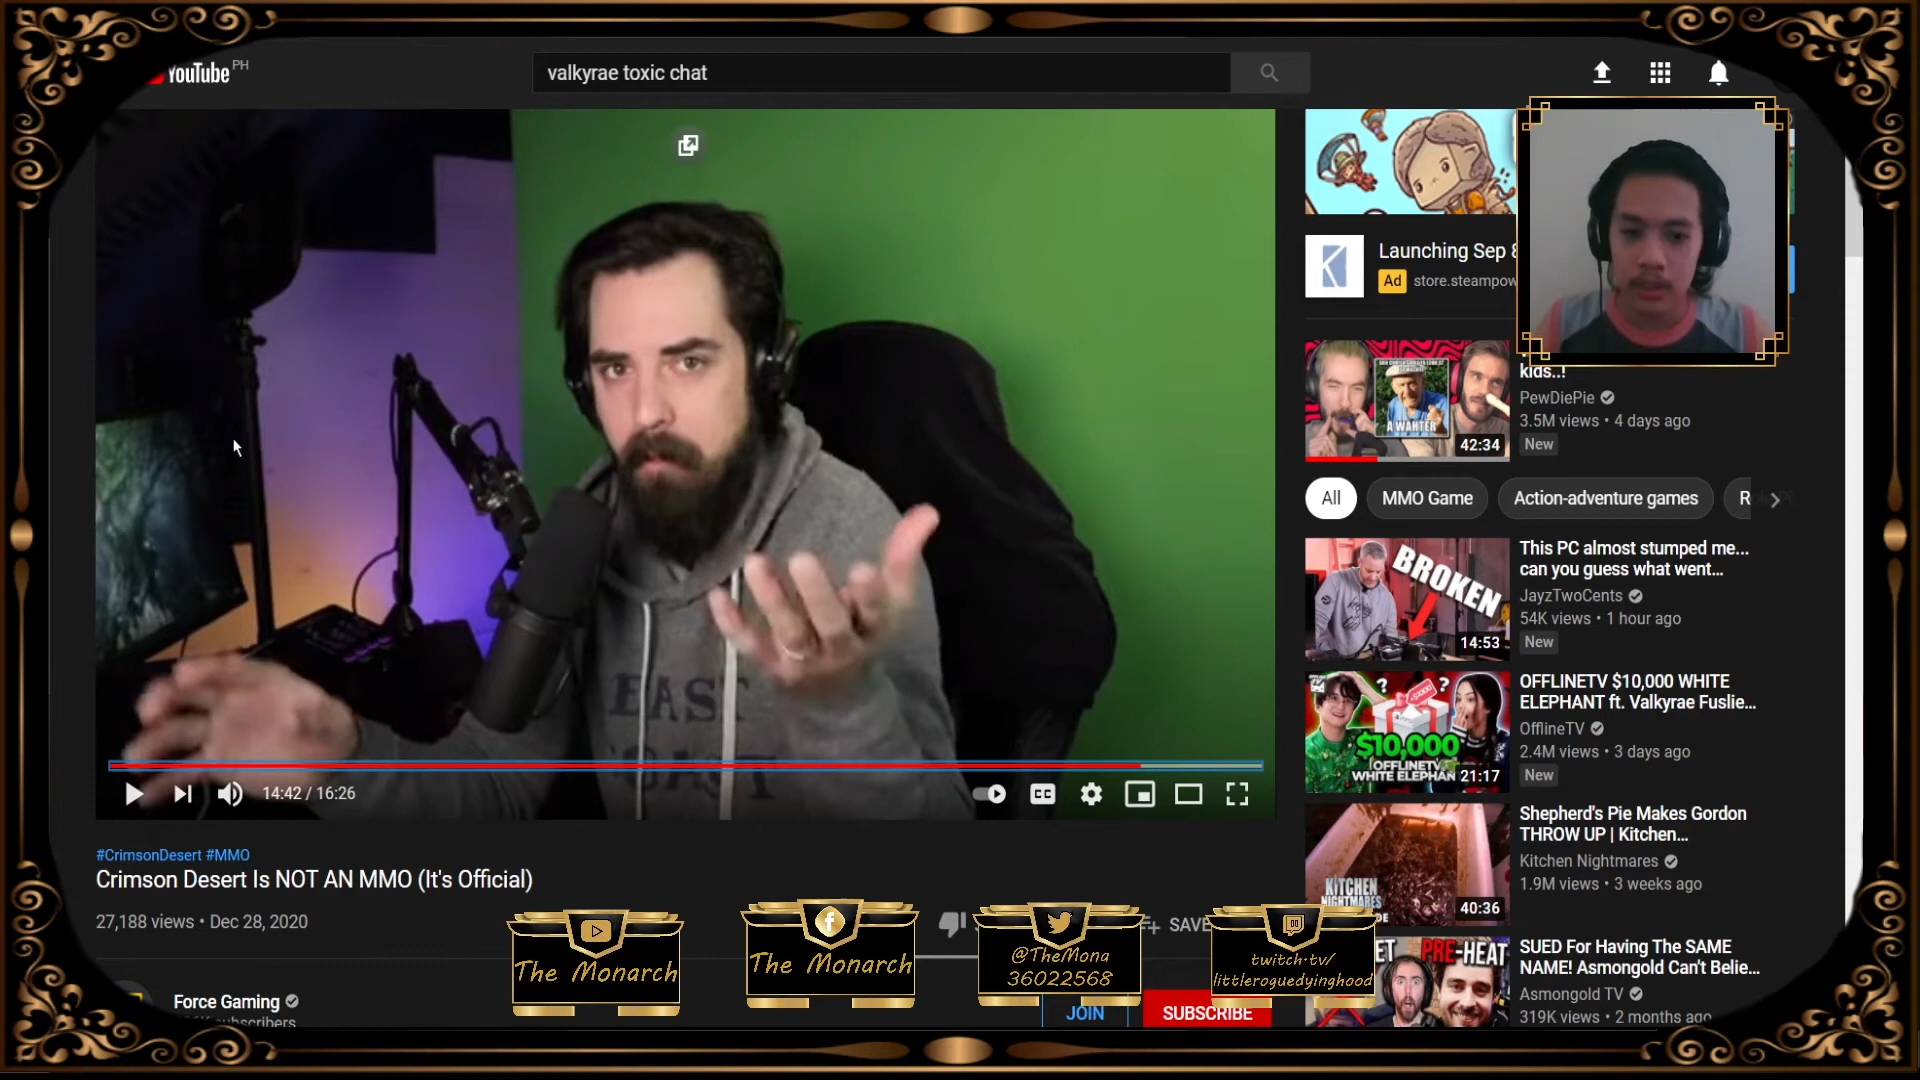 YouTube PH
valkyrae toxic chat
Launching Sep 8
Ad store.steampow
kids..!
PewDiePie
3.5M views • 4 days ago
New
A WAHTER
42:34
All MMO Game Action-adventure games R
BROKEN
14:53
This PC almost stumped me...
can you guess what went...
JayzTwoCents
54K views • 1 hour ago
New
$10,000
OFFLINETV
WHITE ELEPHAN
21:17
OFFLINETV $10,000 WHITE
ELEPHANT ft. Valkyrae Fuslie...
OfflineTV
2.4M views • 3 days ago
New
KITCHEN
NIGHTMARES
40:36
Shepherd's Pie Makes Gordon
THROW UP | Kitchen...
Kitchen Nightmares
1.9M views • 3 weeks ago
PRE-HEAT
SUED For Having The SAME
NAME! Asmongold Can't Belie...
Asmongold TV
319K views • 2 months ago
EAST
COAST
14:42 / 16:26
CC
#CrimsonDesert #MMO
Crimson Desert Is NOT AN MMO (It's Official)
27,188 views • Dec 28, 2020
SAVE
The Monarch
The Monarch
@TheMona
36022568
twitch.tv/
littleroguedyinghood
Force Gaming
subscribers
JOIN
SUBSCRIBE